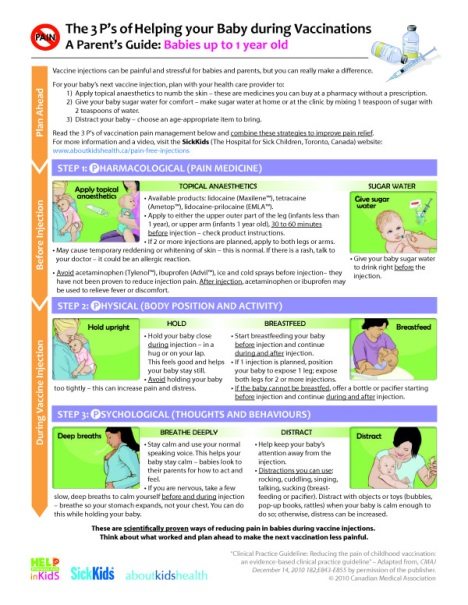 PAIN
The 3 P's of Helping your Baby during Vaccinations
A Parent's Guide: Babies up to 1 year old
Plan Ahead
Vaccine injections can be painful and stressful for babies and parents, but you can really make a difference.
For your baby's next vaccine injection, plan with your health care provider to:
1) Apply topical anaesthetics to numb the skin – these are medicines you can buy at a pharmacy without a prescription.
2) Give your baby sugar water for comfort – make sugar water at home or at the clinic by mixing 1 teaspoon of sugar with
2 teaspoons of water.
3) Distract your baby – choose an age-appropriate item to bring.
Read the 3 P's of vaccination pain management below and combine these strategies to improve pain relief.
For more information and a video, visit the SickKids (The Hospital for Sick Children, Toronto, Canada) website:
www.aboutkidshealth.ca/pain-free-injections
Before Injection
STEP 1: PHARMACOLOGICAL (PAIN MEDICINE)
Apply topical
anaesthetics
TOPICAL ANAESTHETICS
• Available products: lidocaine (Maxilene™), tetracaine
(Ametop™), lidocaine-prilocaine (EMLA™).
• Apply to either the upper outer part of the leg (infants less than
1 year), or upper arm (infants 1 year old), 30 to 60 minutes
before injection – check product instructions.
• If 2 or more injections are planned, apply to both legs or arms.
• May cause temporary reddening or whitening of skin – this is normal. If there is a rash, talk to
your doctor – it could be an allergic reaction.
• Avoid acetaminophen (Tylenol™), ibuprofen (Advil™), ice and cold sprays before injection– they
have not been proven to reduce injection pain. After injection, acetaminophen or ibuprofen may
be used to relieve fever or discomfort.
SUGAR WATER
Give sugar
water
• Give your baby sugar water
to drink right before the
injection.
During Vaccine Injection
STEP 2: PHYSICAL (BODY POSITION AND ACTIVITY)
Hold upright
HOLD
• Hold your baby close
during injection – in a
hug or on your lap.
This feels good and helps
your baby stay still.
• Avoid holding your baby
too tightly – this can increase pain and distress.
BREASTFEED
• Start breastfeeding your baby
before injection and continue
during and after injection.
• If 1 injection is planned, position
your baby to expose 1 leg; expose
both legs for 2 or more injections.
• If the baby cannot be breastfed, offer a bottle or pacifier starting
before injection and continue during and after injection.
Breastfeed
STEP 3: PSYCHOLOGICAL (THOUGHTS AND BEHAVIOURS)
Deep breaths
BREATHE DEEPLY
• Stay calm and use your normal
speaking voice. This helps your
baby stay calm – babies look to
their parents for how to act and
feel.
• If you are nervous, take a few
slow, deep breaths to calm yourself before and during injection
– breathe so your stomach expands, not your chest. You can do
this while holding your baby.
DISTRACT
• Help keep your baby's
attention away from the
injection.
• Distractions you can use:
rocking, cuddling, singing,
talking, sucking (breast-
feeding or pacifier). Distract with objects or toys (bubbles,
pop-up books, rattles) when your baby is calm enough to
do so; otherwise, distress can be increased.
Distract
These are scientifically proven ways of reducing pain in babies during vaccine injections.
Think about what worked and plan ahead to make the next vaccination less painful.
HELP
inKidS
SickKids
aboutkidshealth
"Clinical Practice Guideline: Reducing the pain of childhood vaccination:
an evidence-based clinical practice guideline" – Adapted from, CMAJ
December 14, 2010 182;E843-E855 by permission of the publisher.
© 2010 Canadian Medical Association